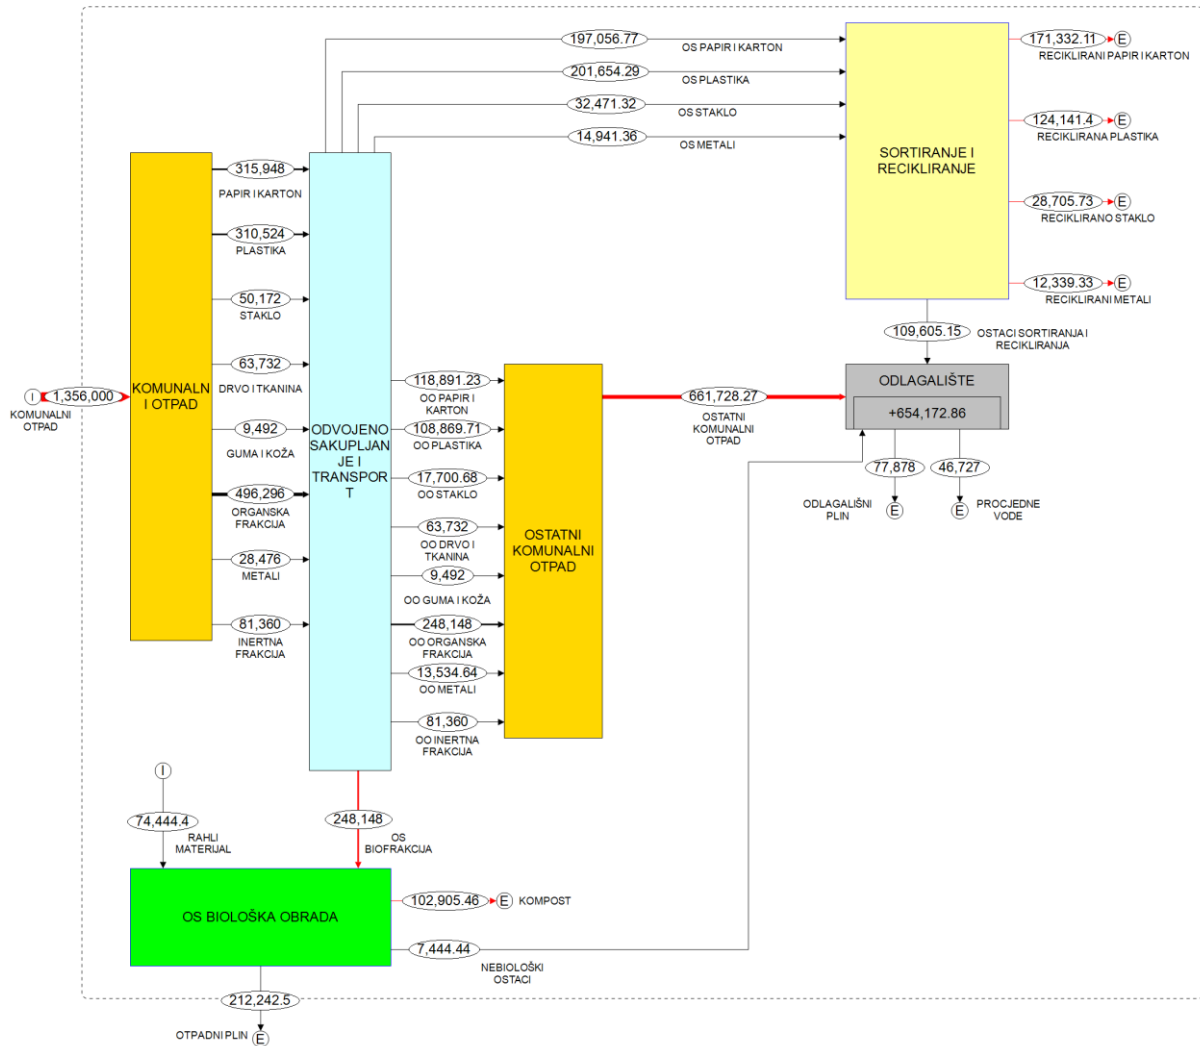 197,056.77
OS PAPIR I KARTON
201,654.29
OS PLASTIKA
32,471.32
OS STAKLO
14,941.36
OS METALI
SORTIRANJE I
RECIKLIRANJE
171,332.11
E
RECIKLIRANI PAPIR I KARTON
124,141.4
E
RECIKLIRANA PLASTIKA
28,705.73
E
RECIKLIRANO STAKLO
12,339.33
E
RECIKLIRANI METALI
109,605.15
OSTACI SORTIRANJA I
RECIKLIRANJA
I
1,356,000
KOMUNALNI
OTPAD
KOMUNALN
I OTPAD
315,948
PAPIR I KARTON
310,524
PLASTIKA
50,172
STAKLO
63,732
DRVO I TKANINA
9,492
GUMA I KOŽA
496,296
ORGANSKA
FRAKCIJA
28,476
METALI
81,360
INERTNA
FRAKCIJA
ODVOJENO
SAKUPLJAN
JE I
TRANSPOR
T
118,891.23
OO PAPIR I
KARTON
108,869.71
OO PLASTIKA
17,700.68
OO STAKLO
63,732
OO DRVO I
TKANINA
9,492
OO GUMA I KOŽA
248,148
OO ORGANSKA
FRAKCIJA
13,534.64
OO METALI
81,360
OO INERTNA
FRAKCIJA
OSTATNI
KOMUNALNI
OTPAD
661,728.27
OSTATNI
KOMUNALNI
OTPAD
ODLAGALIŠTE
+654,172.86
77,878
ODLAGALIŠNI
PLIN
E
46,727
PROCJEDNE
VODE
E
I
74,444.4
RAHLI
MATERIJAL
248,148
OS
BIOFRAKCIJA
OS BIOLOŠKA OBRADA
102,905.46
E
KOMPOST
7,444.44
NEBIOLOŠKI
OSTACI
212,242.5
OTPADNI PLIN
E